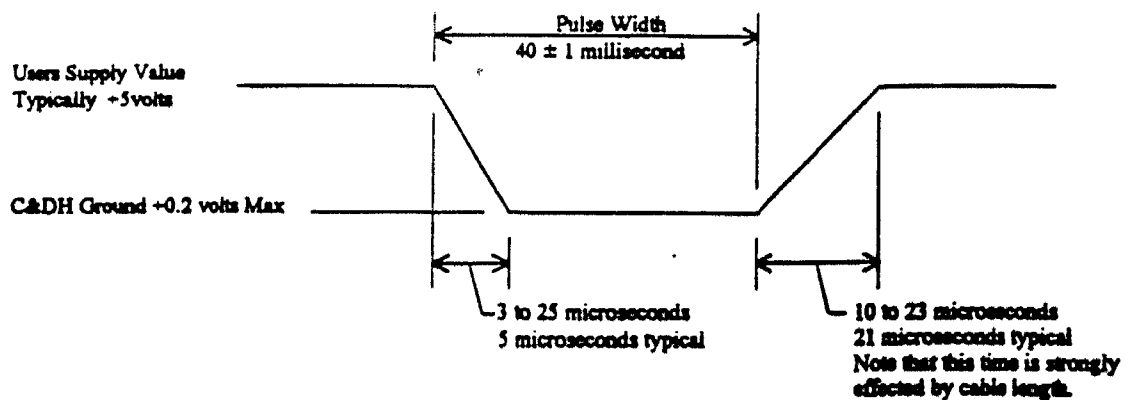 Pulse Width
40 ± 1 millisecond
Users Supply Value
Typically +5volts
C&DH Ground +0.2 volts Max
3 to 25 microseconds
5 microseconds typical
10 to 23 microseconds
21 microseconds typical
Note that this time is strongly
effected by cable length.